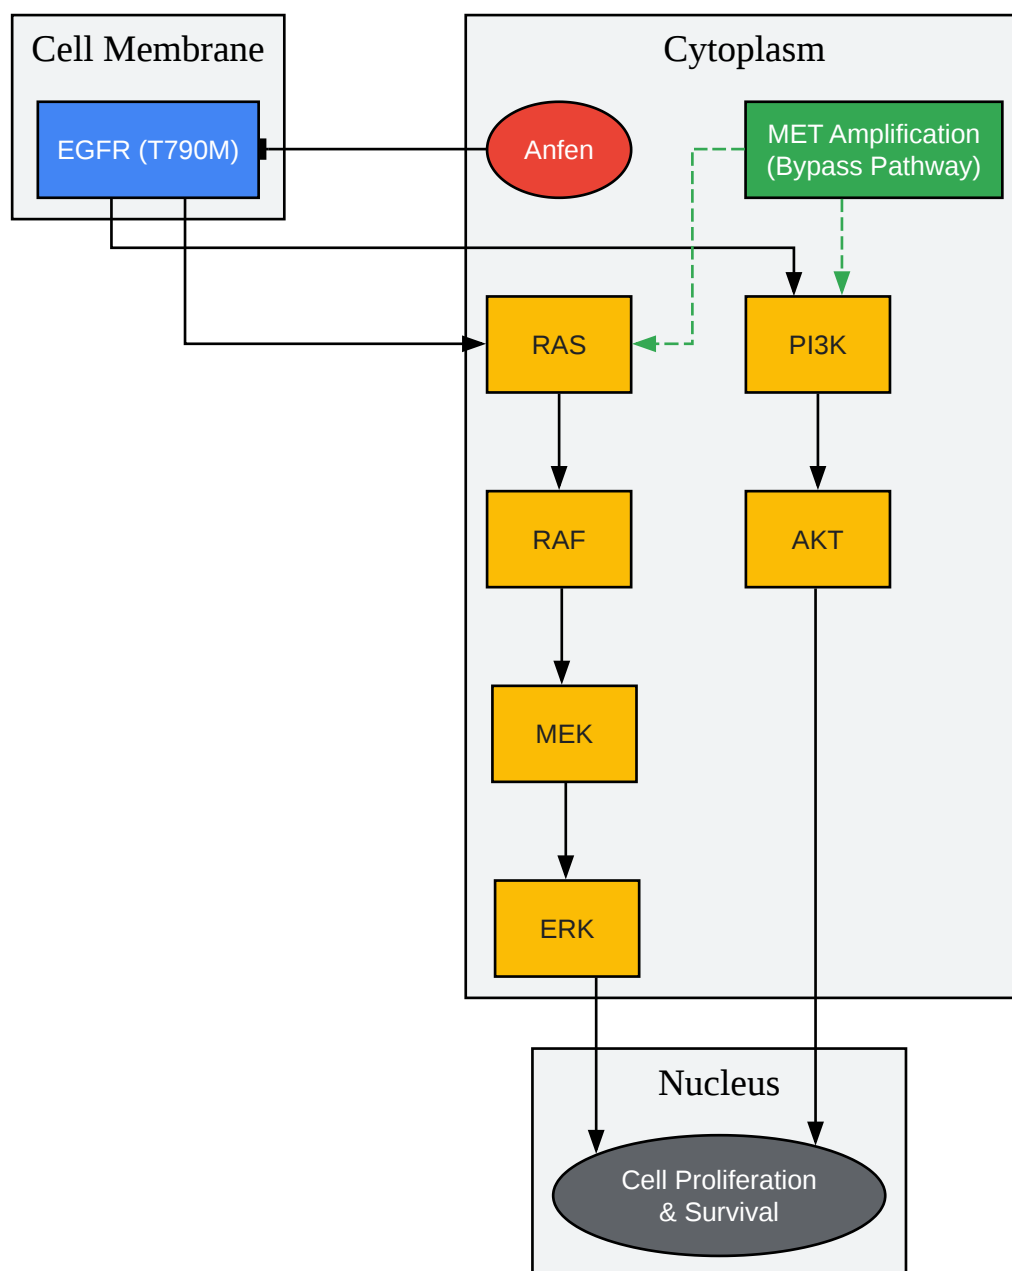 Cell Membrane
Cytoplasm
EGFR (T790M)
Anfen
MET Amplification
(Bypass Pathway)
RAS
PI3K
RAF
AKT
MEK
ERK
Nucleus
Cell Proliferation
& Survival